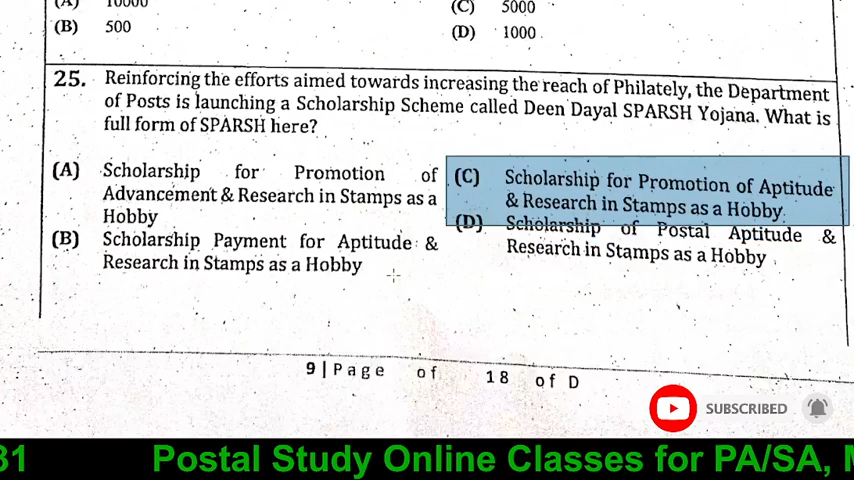 (A) 10000
(C) 5000
(B) 500
(D) 1000
25. Reinforcing the efforts aimed towards increasing the reach of Philately, the Department
of Posts is launching a Scholarship Scheme called Deen Dayal SPARSH Yojana. What is
full form of SPARSH here?
(A) Scholarship for Promotion of
Advancement & Research in Stamps as a
Hobby
(B) Scholarship Payment for Aptitude &
Research in Stamps as a Hobby
(C) Scholarship for Promotion of Aptitude
& Research in Stamps as a Hobby
(D) Scholarship of Postal Aptitude &
Research in Stamps as a Hobby
9 | Page of 18 of D
SUBSCRIBED
31 Postal Study Online Classes for PA/SA, M